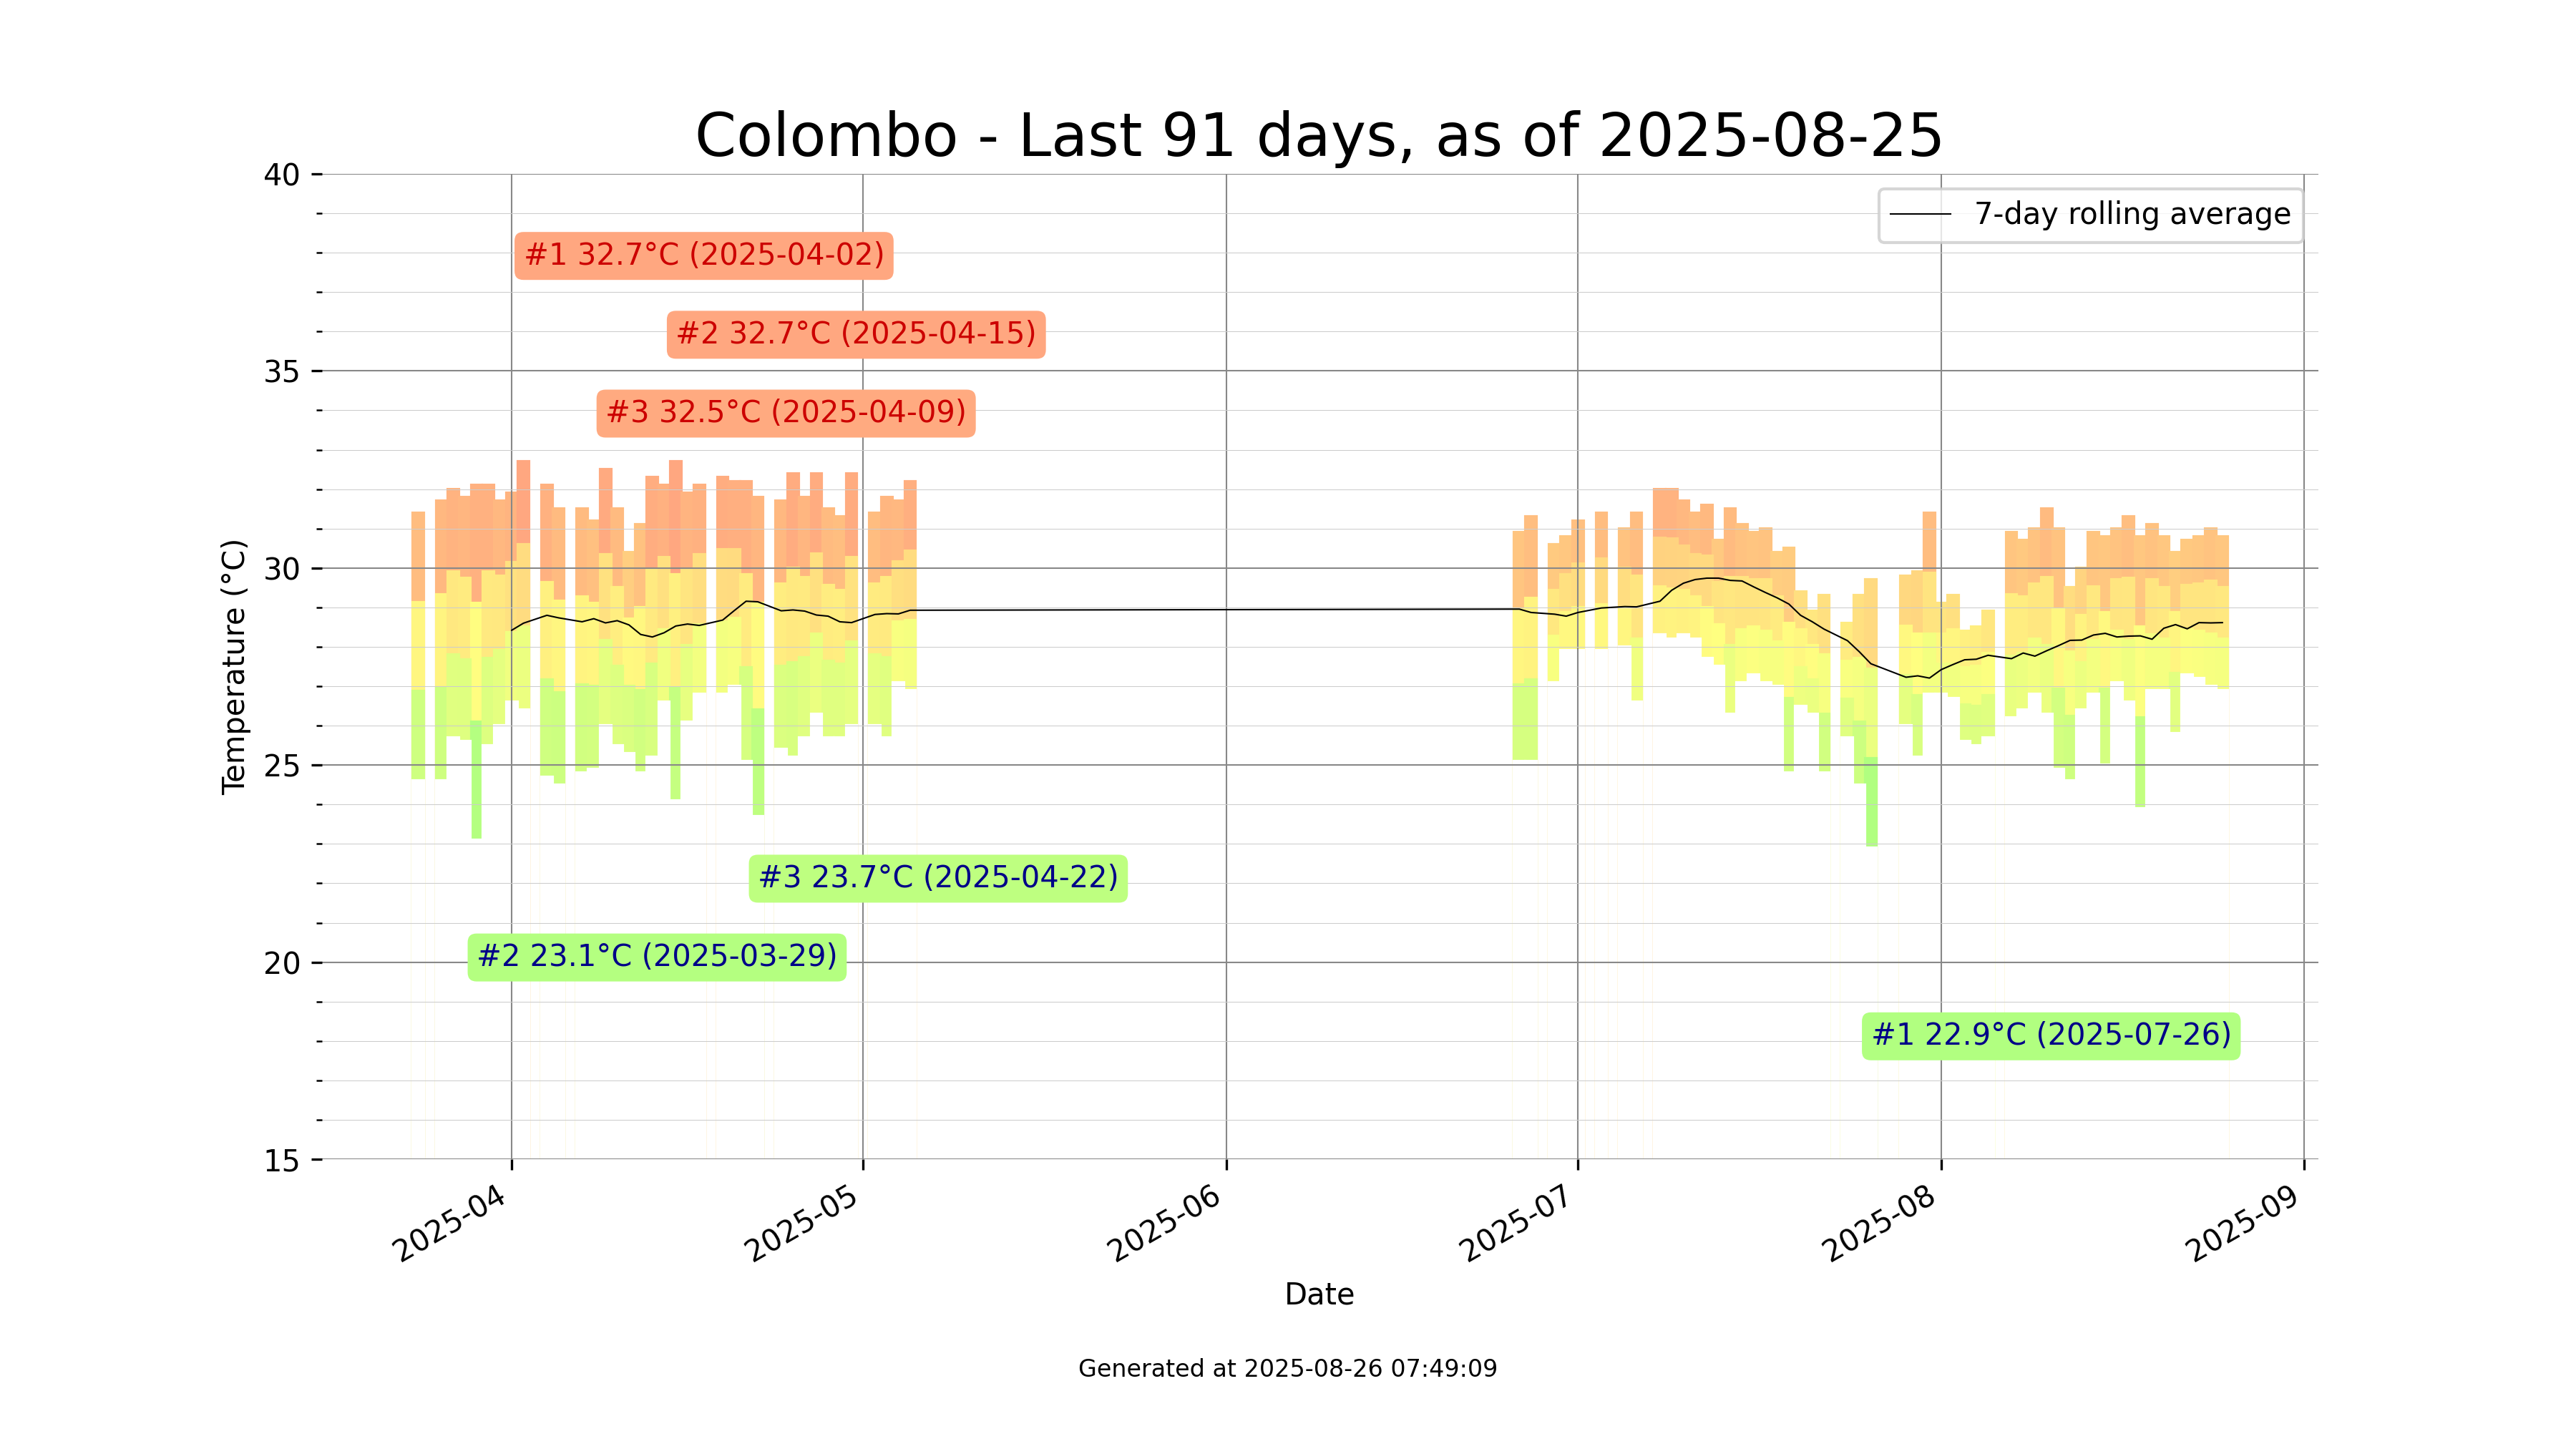 Colombo - Last 91 days, as of 2025-08-25
40
35
30
25
20
15
Temperature (°C)
7-day rolling average
#1 32.7°C (2025-04-02)
#2 32.7°C (2025-04-15)
#3 32.5°C (2025-04-09)
#3 23.7°C (2025-04-22)
#2 23.1°C (2025-03-29)
#1 22.9°C (2025-07-26)
2025-04
2025-05
2025-06
2025-07
2025-08
2025-09
Date
Generated at 2025-08-26 07:49:09